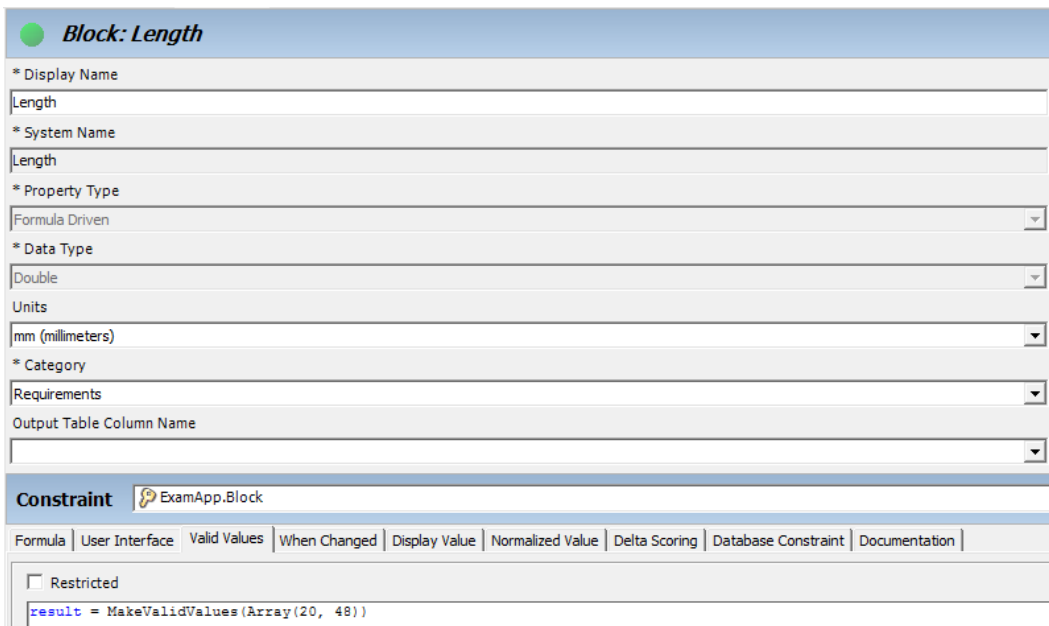 Block: Length
* Display Name
Length
* System Name
Length
* Property Type
Formula Driven
* Data Type
Double
Units
mm (millimeters)
* Category
Requirements
Output Table Column Name
Constraint ExamApp.Block
Formula User Interface Valid Values When Changed Display Value Normalized Value Delta Scoring Database Constraint Documentation
Restricted
result = MakeValidValues(Array(20, 48))